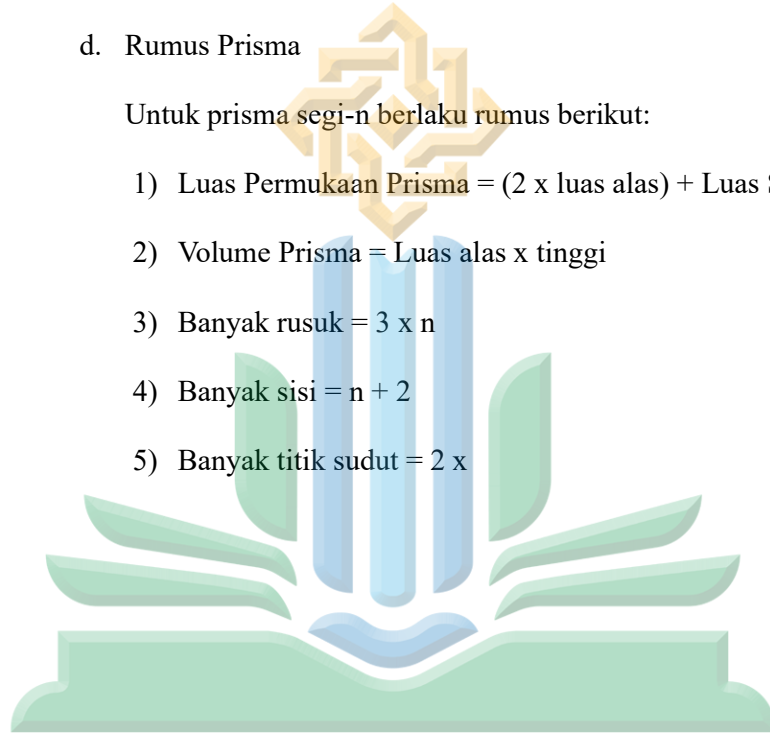 d. Rumus Prisma
Untuk prisma segi-n berlaku rumus berikut:
1) Luas Permukaan Prisma = (2 x luas alas) + Luas
2) Volume Prisma = Luas alas x tinggi
3) Banyak rusuk = 3 x n
4) Banyak sisi = n + 2
5) Banyak titik sudut = 2 x